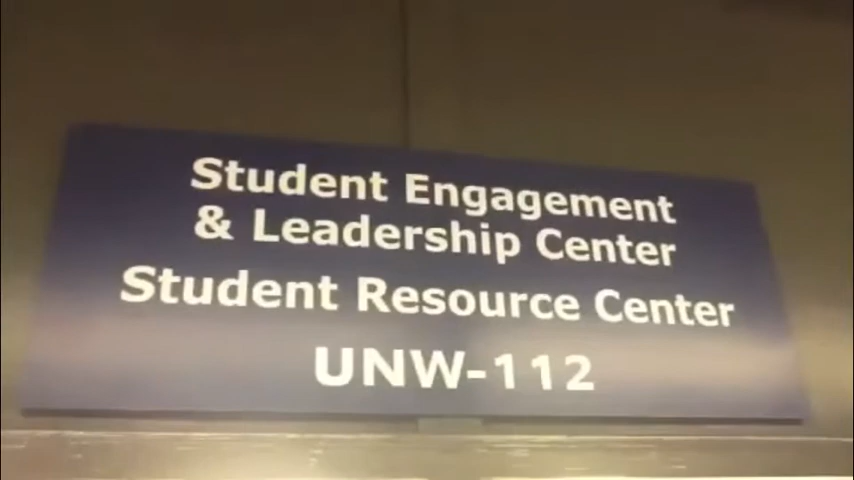 Student Engagement
& Leadership Center
Student Resource Center
UNW-112